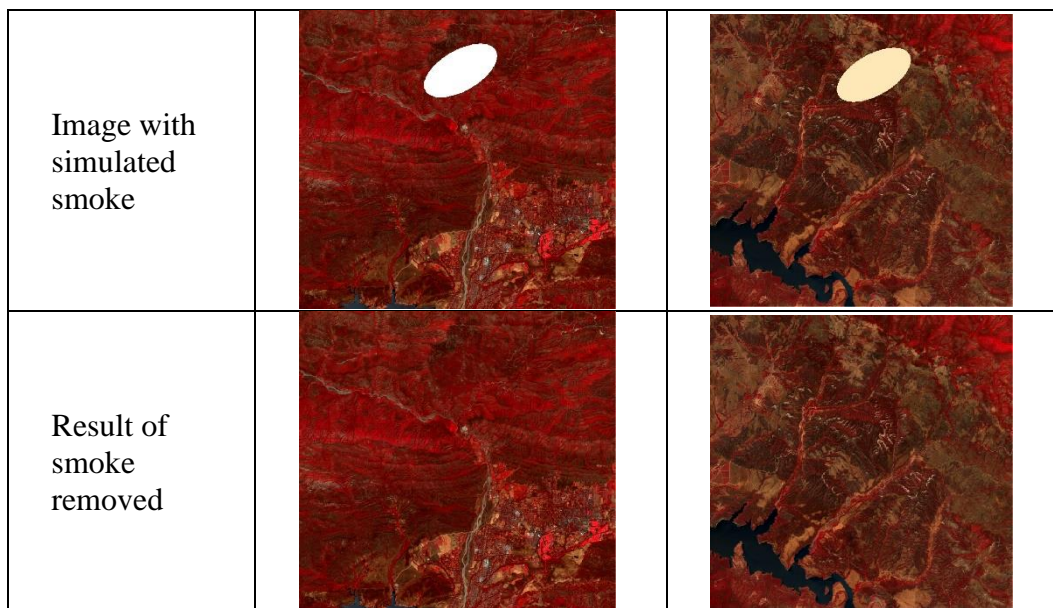 Image with
simulated
smoke
Result of
smoke
removed